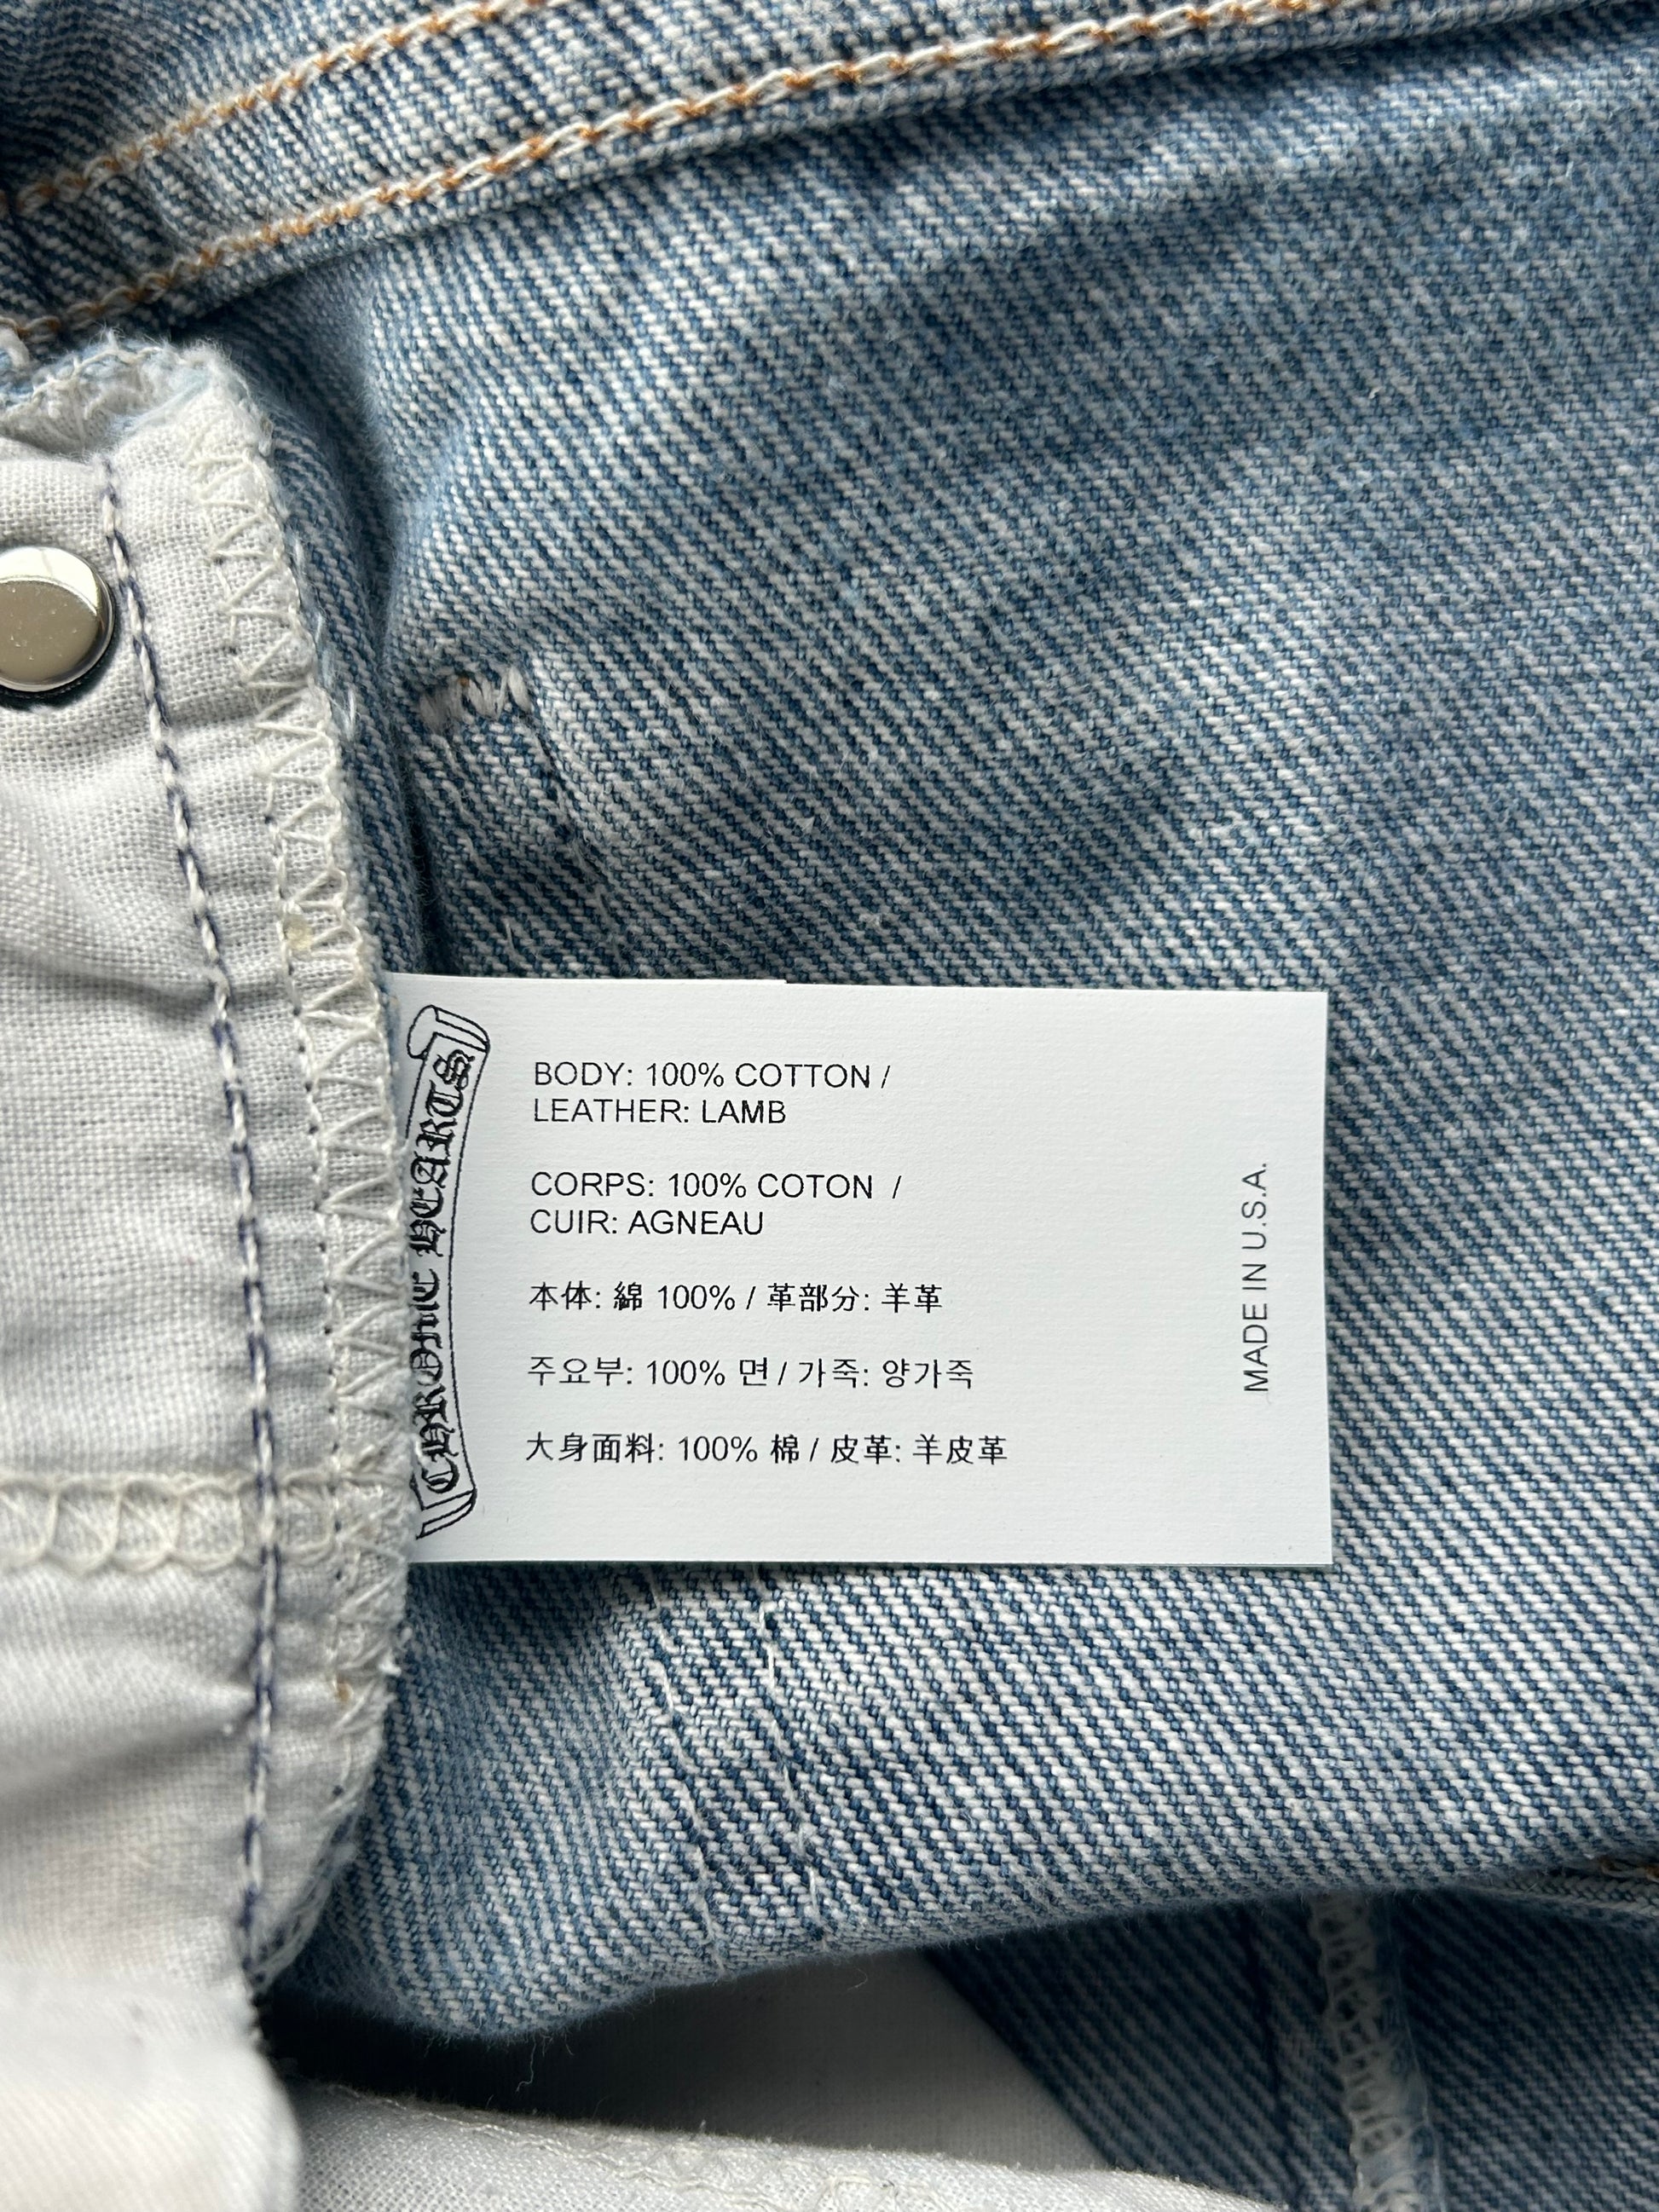 CHROME HEARTS
BODY: 100% COTTON /
LEATHER: LAMB
CORPS: 100% COTON /
CUIR: AGNEAU
本体: 綿 100% / 革部分: 羊革
주요부: 100% 면 / 가죽: 양가죽
大身面料: 100% 棉 / 皮革: 羊皮革
MADE IN U.S.A.